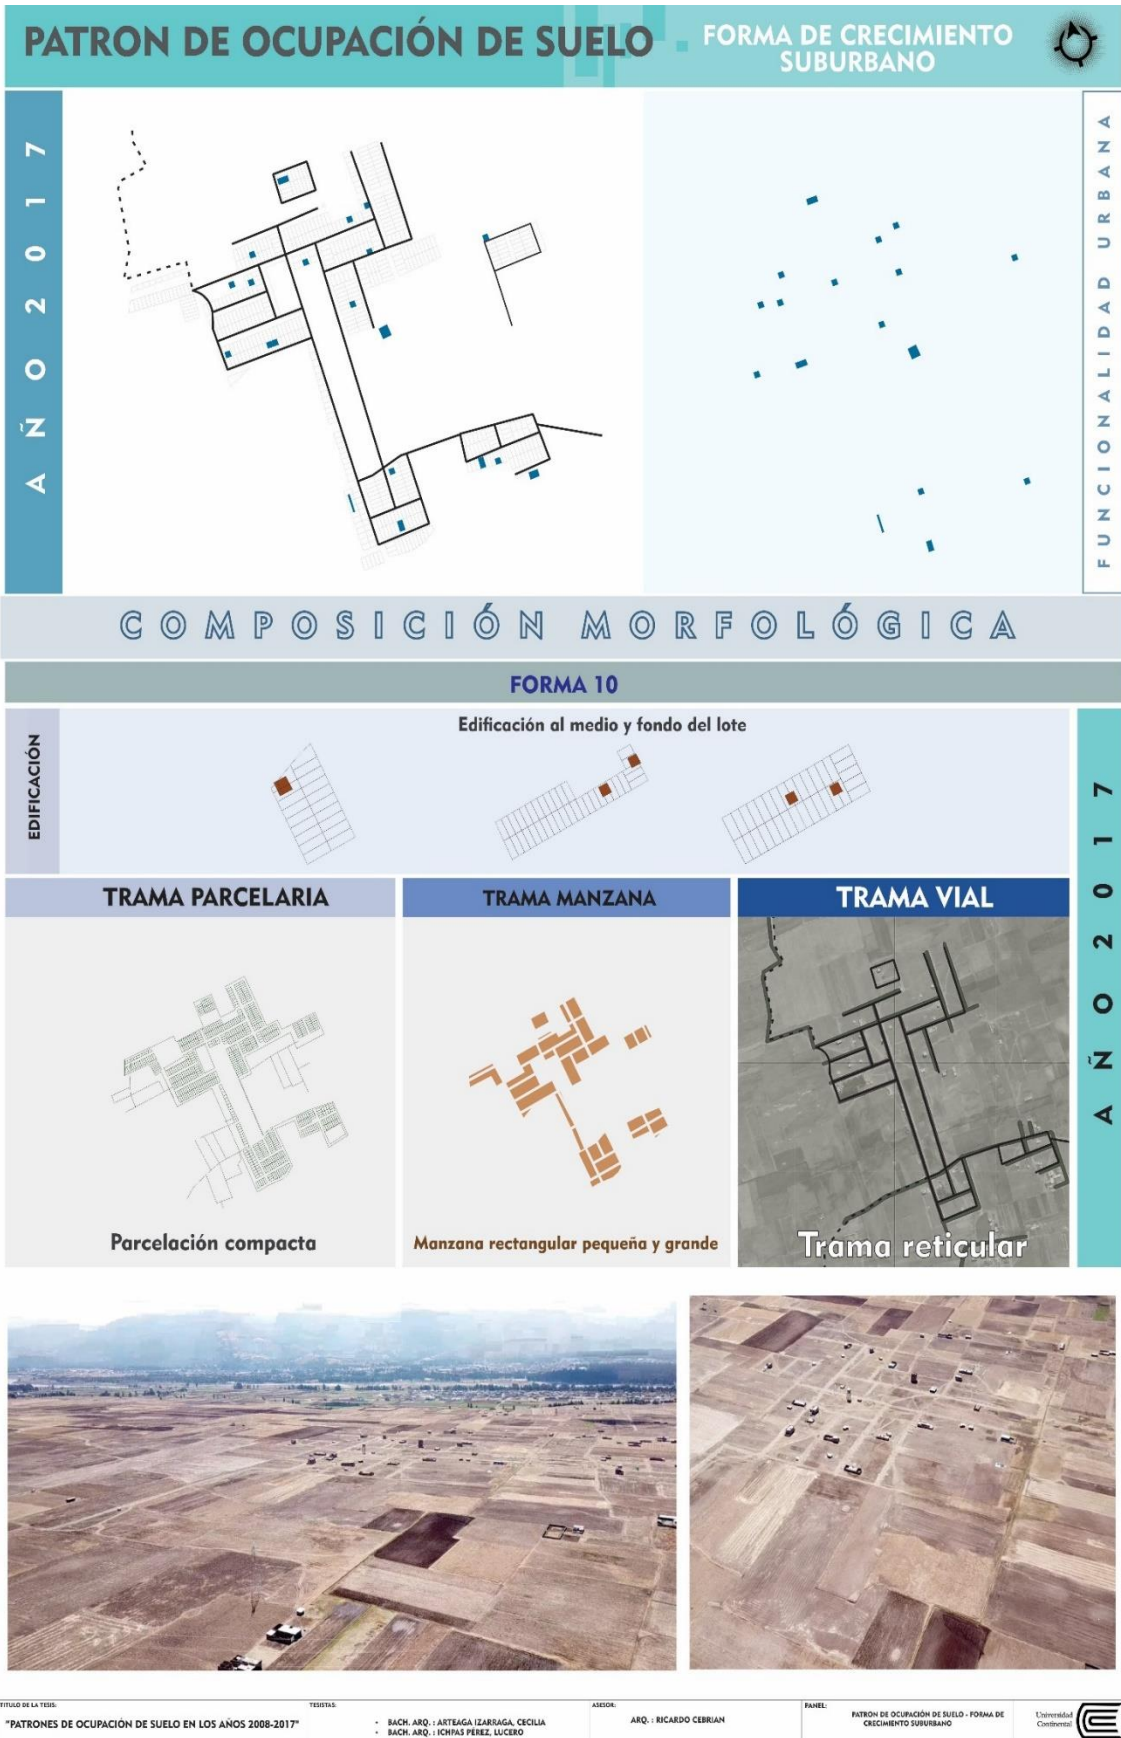 PATRON DE OCUPACIÓN DE SUELO
FORMA DE CRECIMIENTO
SUBURBANO
AÑO 2017
FUNCIONALIDAD URBANA
COMPOSICIÓN MORFOLÓGICA
FORMA 10
EDIFICACIÓN
Edificación al medio y fondo del lote
AÑO 2017
TRAMA PARCELARIA
TRAMA MANZANA
TRAMA VIAL
Parcelación compacta
Manzana rectangular pequeña y grande
Trama reticular
TITULO DE LA TESIS:
"PATRONES DE OCUPACIÓN DE SUELO EN LOS AÑOS 2008-2017"
TESISTAS:
- BACH. ARQ. : ARTEAGA IZARRAGA, CECILIA
- BACH. ARQ. : ICHPAS PÉREZ, LUCERO
ASESOR:
ARQ. : RICARDO CEBRIAN
PANEL:
PATRON DE OCUPACIÓN DE SUELO - FORMA DE
CRECIMIENTO SUBURBANO
Universidad
Continental